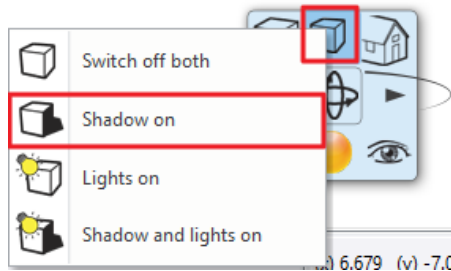 Switch off both
Shadow on
Lights on
Shadow and lights on
6.679 (y) -7.0